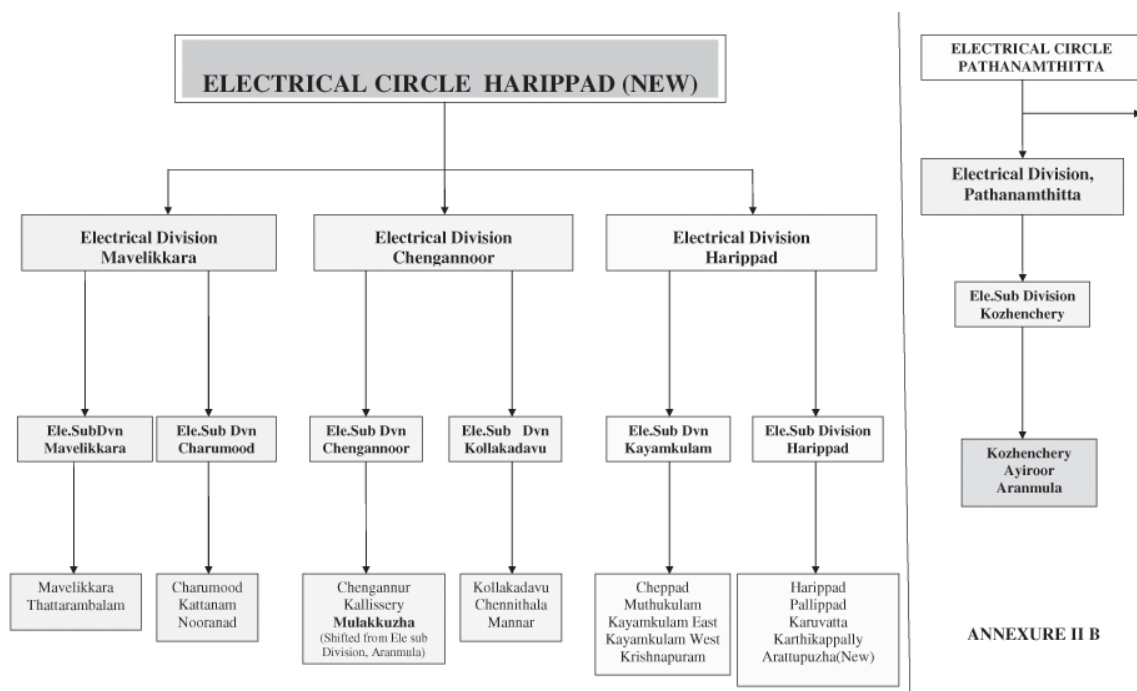 ELECTRICAL CIRCLE HARIPPAD (NEW)
Electrical Division
Mavelikkara
Electrical Division
Chengannoor
Electrical Division
Harippad
Ele.SubDvn
Mavelikkara
Ele.Sub Dvn
Charumood
Ele.Sub Dvn
Chengannoor
Ele.Sub Dvn
Kollakadavu
Ele.Sub Dvn
Kayamkulam
Ele.Sub Division
Harippad
Mavelikkara
Thattarambalam
Charumood
Kattanam
Nooranad
Chengannur
Kallissery
Mulakkuzha
(Shifted from Ele sub
Division, Aranmula)
Kollakadavu
Chennithala
Mannar
Cheppad
Muthukulam
Kayamkulam East
Kayamkulam West
Krishnapuram
Harippad
Pallippad
Karuvatta
Karthikappally
Arattupuzha(New)
ELECTRICAL CIRCLE
PATHANAMTHITTA
Electrical Division,
Pathanamthitta
Ele.Sub Division
Kozhenchery
Kozhenchery
Ayiroor
Aranmula
ANNEXURE II B